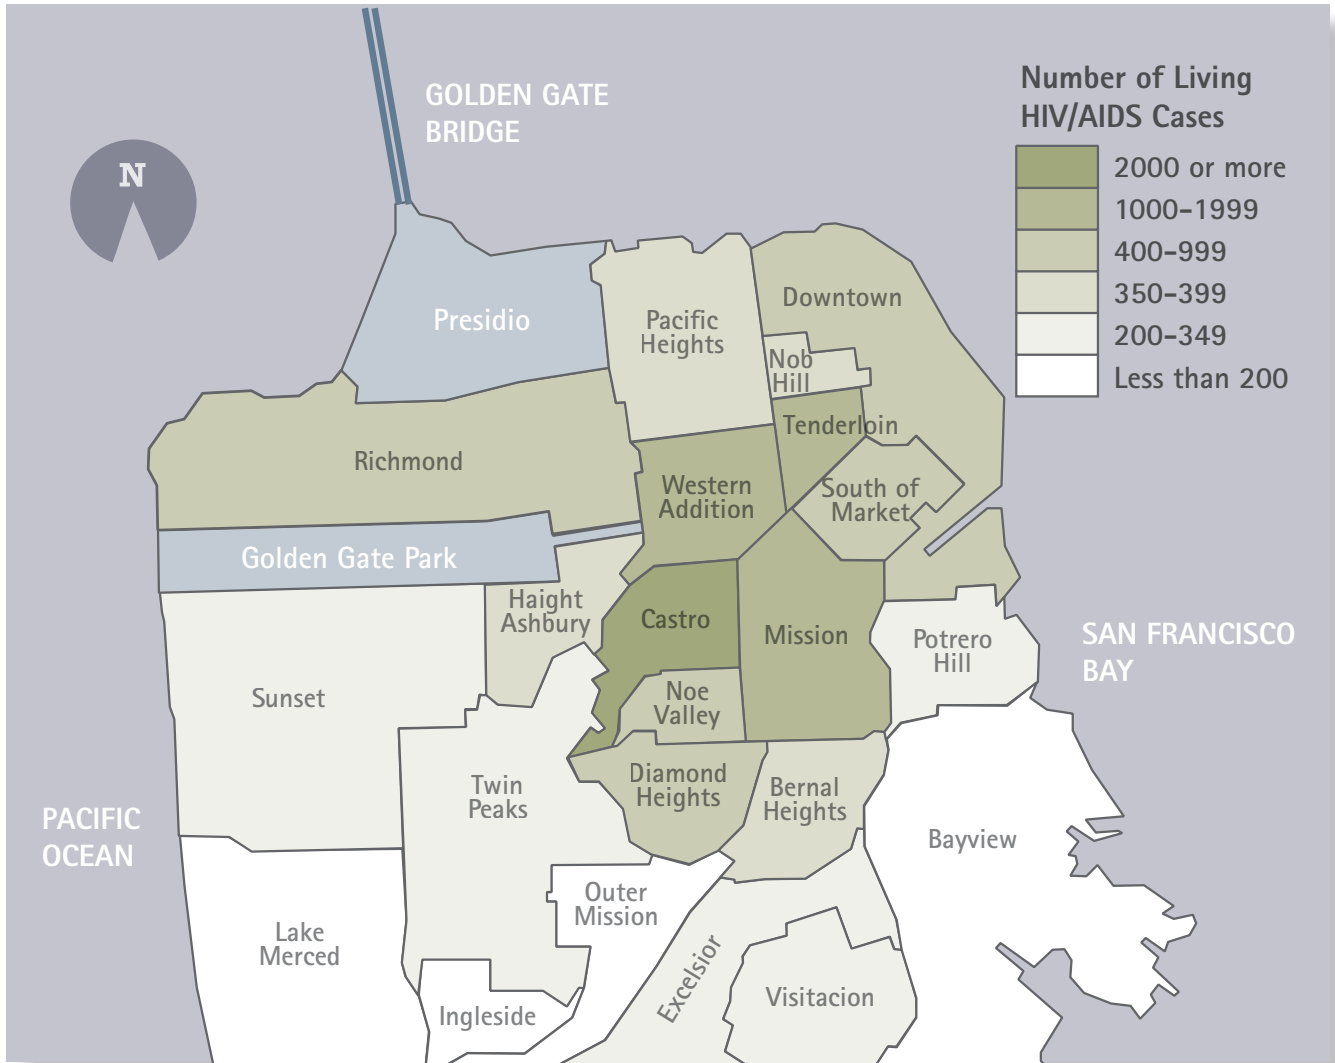 GOLDEN GATE
BRIDGE
N
Number of Living
HIV/AIDS Cases
2000 or more
1000–1999
400–999
350–399
200–349
Less than 200
Presidio
Pacific
Heights
Downtown
Nob
Hill
Tenderloin
Richmond
Western
Addition
South of
Market
Golden Gate Park
Haight
Ashbury
Castro
Mission
Potrero
Hill
SAN FRANCISCO
BAY
Sunset
Noe
Valley
Twin
Peaks
Diamond
Heights
Bernal
Heights
PACIFIC
OCEAN
Bayview
Outer
Mission
Lake
Merced
Excelsior
Visitacion
Ingleside